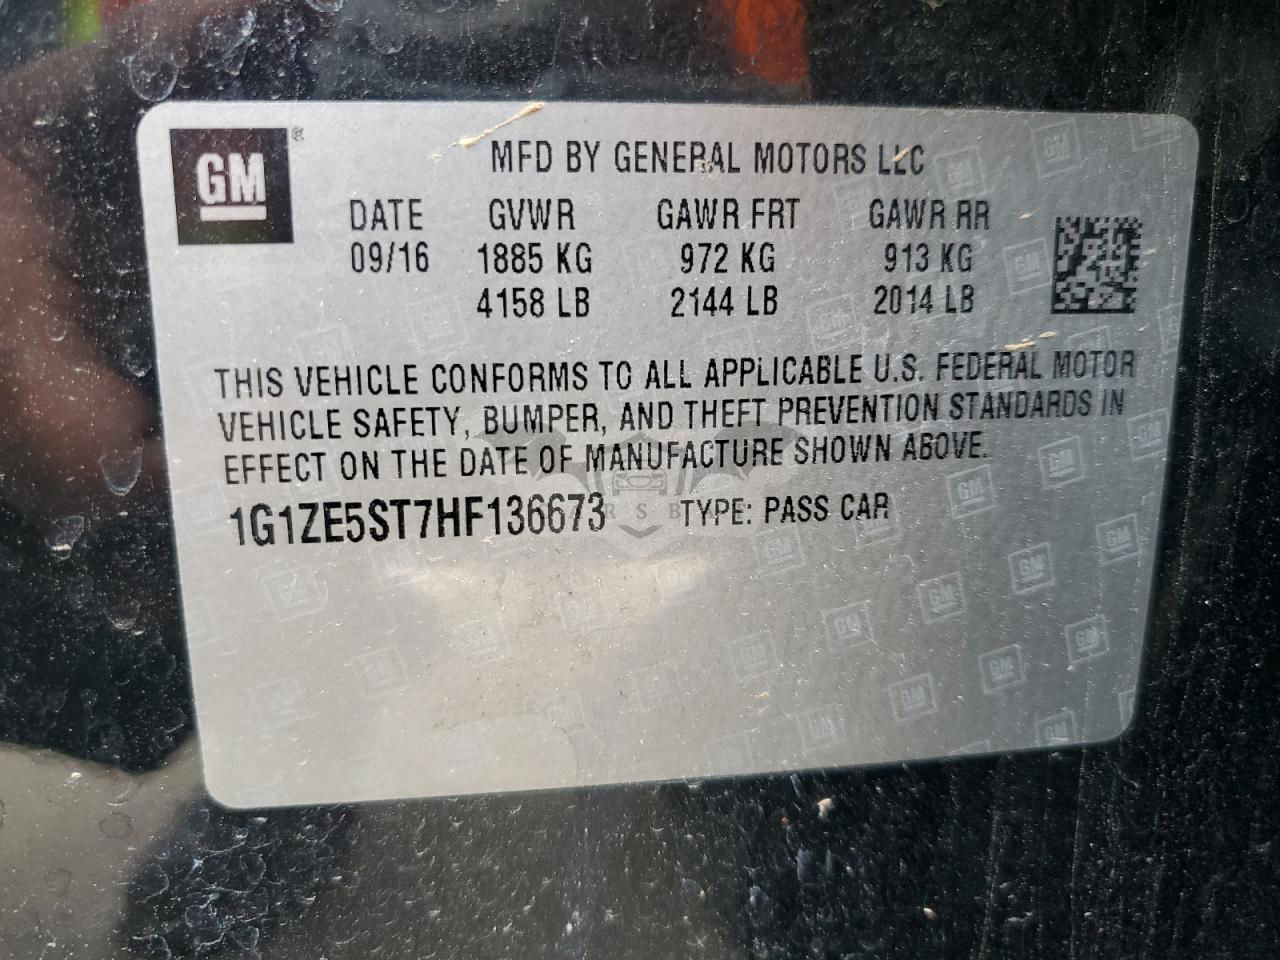 GM ®
MFD BY GENERAL MOTORS LLC
DATE GVWR GAWR FRT GAWR RR
09/16 1885 KG 972 KG 913 KG
4158 LB 2144 LB 2014 LB
THIS VEHICLE CONFORMS TO ALL APPLICABLE U.S. FEDERAL MOTOR
VEHICLE SAFETY, BUMPER, AND THEFT PREVENTION STANDARDS IN
EFFECT ON THE DATE OF MANUFACTURE SHOWN ABOVE.
1G1ZE5ST7HF136673 TYPE: PASS CAR